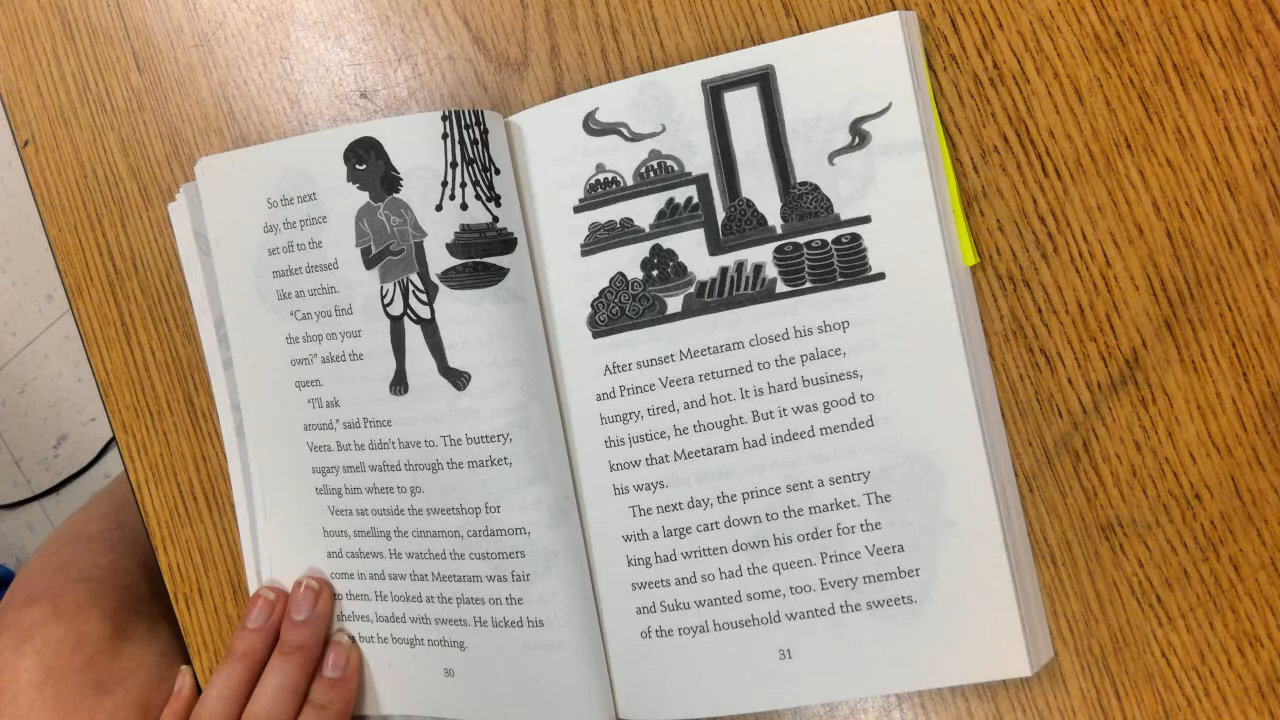 So the next
day, the prince
set off to the
market dressed
like an urchin.
“Can you find
the shop on your
own?” asked the
queen.
“I’ll ask
around,” said Prince
Veera. But he didn’t have to. The buttery,
sugary smell wafted through the market,
telling him where to go.
Veera sat outside the sweetshop for
hours, smelling the cinnamon, cardamom,
and cashews. He watched the customers
come in and saw that Meetaram was fair
to them. He looked at the plates on the
shelves, loaded with sweets. He licked his
but he bought nothing.
30
After sunset Meetaram closed his shop
and Prince Veera returned to the palace,
hungry, tired, and hot. It is hard business,
this justice, he thought. But it was good to
know that Meetaram had indeed mended
his ways.
The next day, the prince sent a sentry
with a large cart down to the market. The
king had written down his order for the
sweets and so had the queen. Prince Veera
and Suku wanted some, too. Every member
of the royal household wanted the sweets.
31